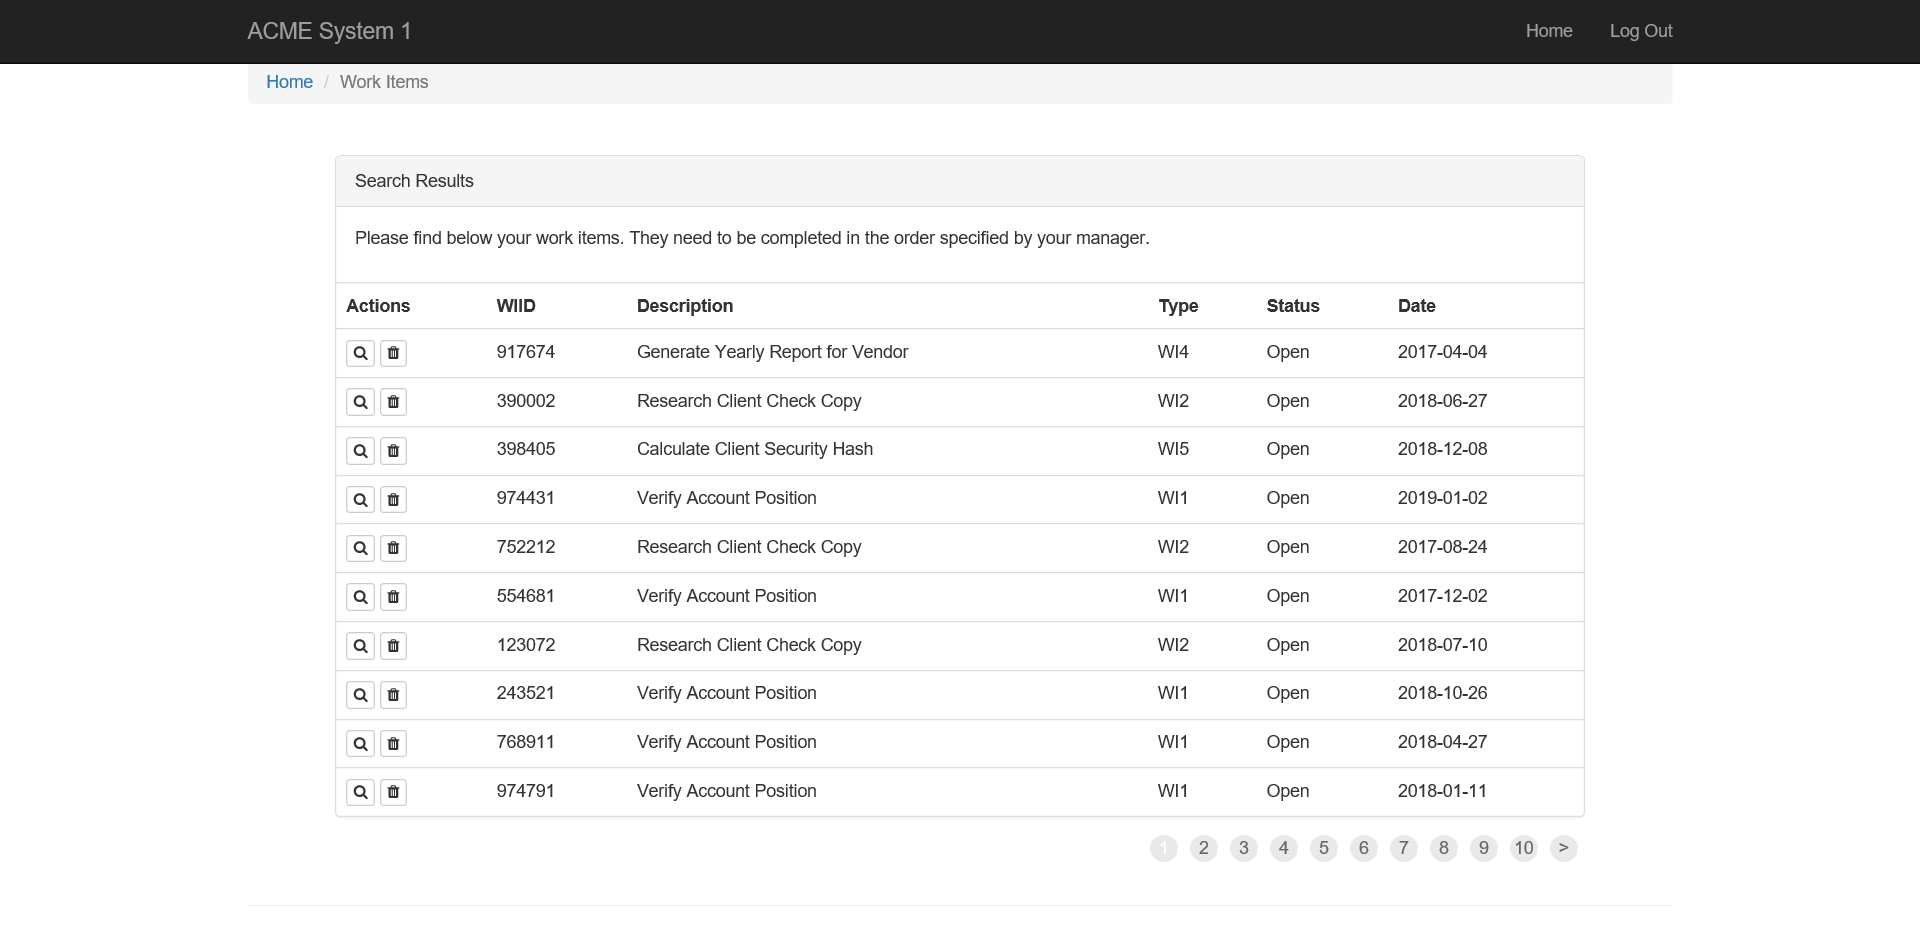 ACME System 1 Home Log Out
Home / Work Items
Search Results
Please find below your work items. They need to be completed in the order specified by your manager.
Actions WIID Description Type Status Date
917674 Generate Yearly Report for Vendor WI4 Open 2017-04-04
390002 Research Client Check Copy WI2 Open 2018-06-27
398405 Calculate Client Security Hash WI5 Open 2018-12-08
974431 Verify Account Position WI1 Open 2019-01-02
752212 Research Client Check Copy WI2 Open 2017-08-24
554681 Verify Account Position WI1 Open 2017-12-02
123072 Research Client Check Copy WI2 Open 2018-07-10
243521 Verify Account Position WI1 Open 2018-10-26
768911 Verify Account Position WI1 Open 2018-04-27
974791 Verify Account Position WI1 Open 2018-01-11
1 2 3 4 5 6 7 8 9 10 >